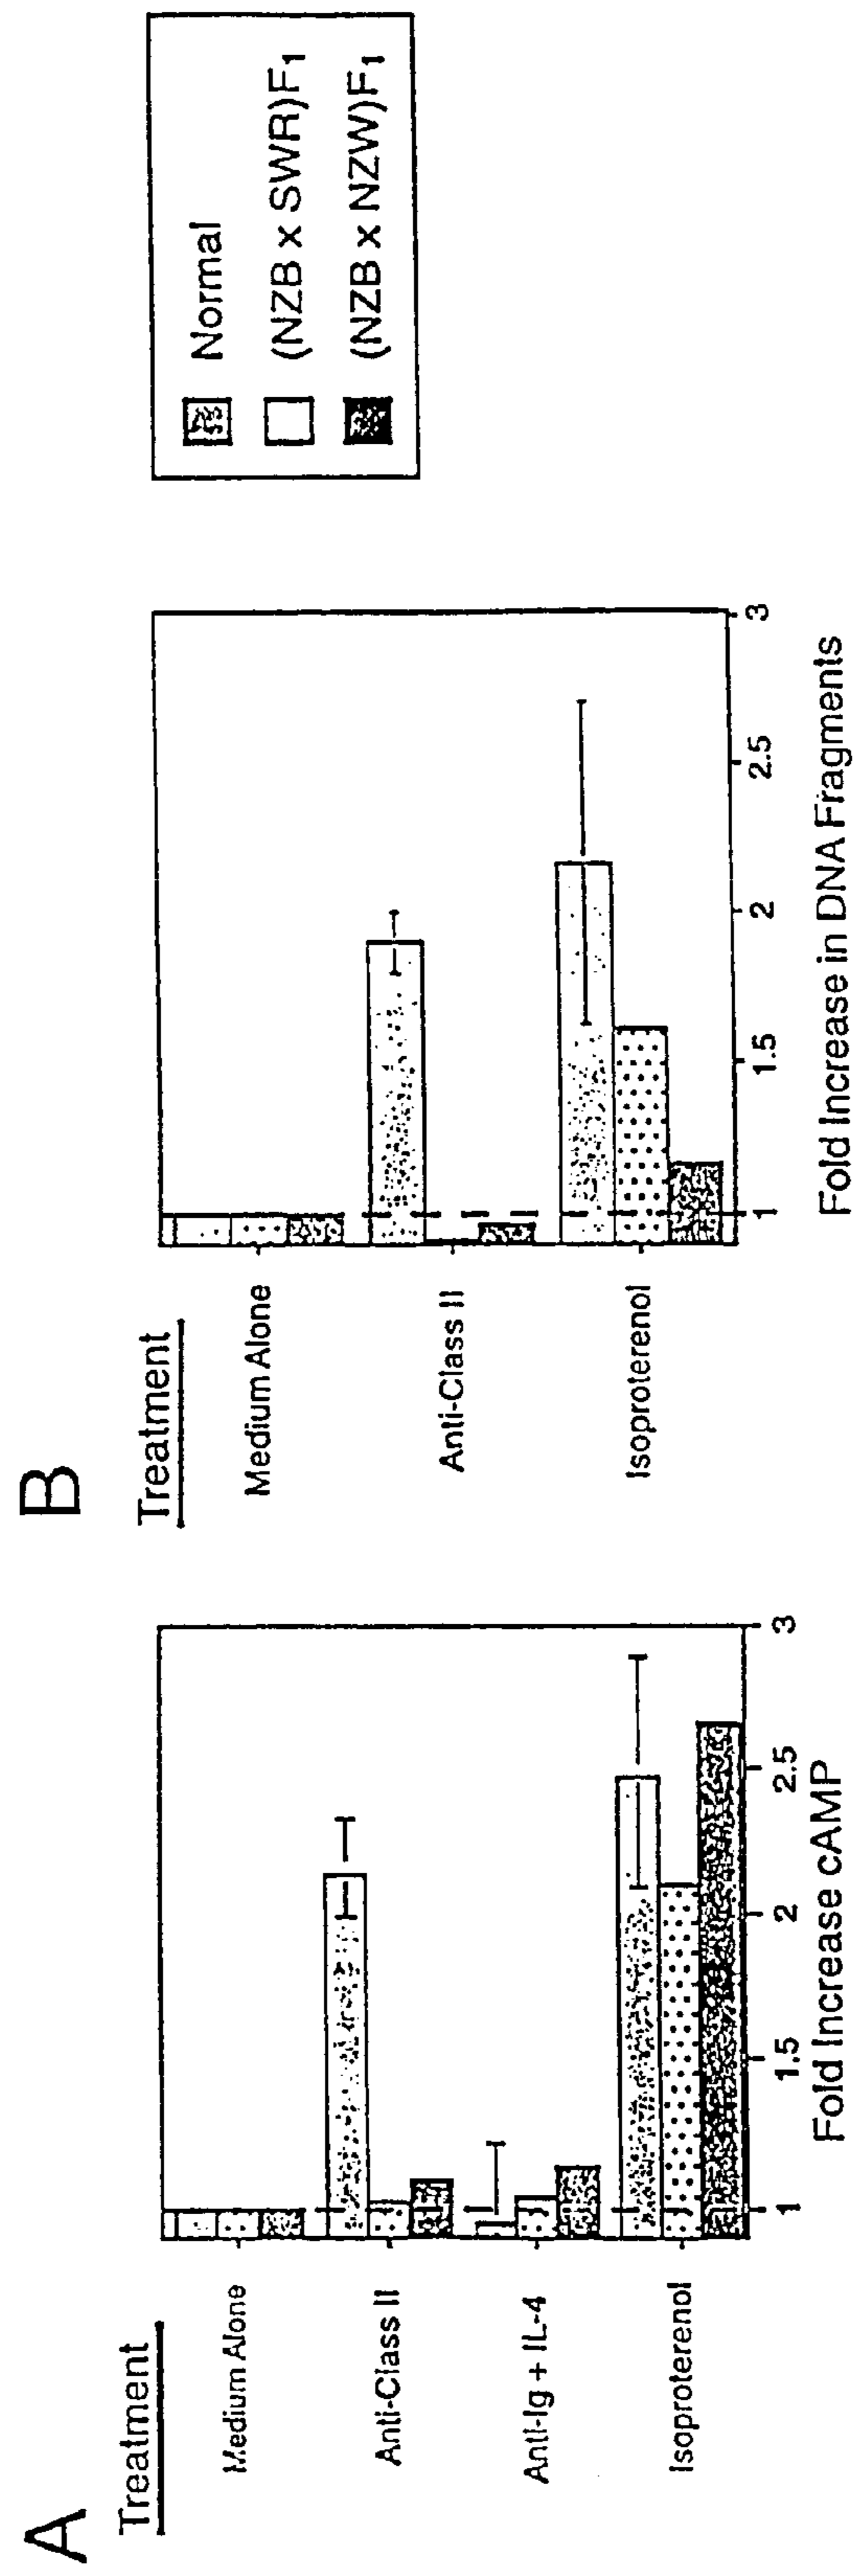 A
Treatment
Medium Alone
Anti-Class II
Anti-Ig + IL-4
Isoproterenol
1
1.5
2
2.5
3
Fold Increase cAMP
B
Treatment
Medium Alone
Anti-Class II
Isoproterenol
1
1.5
2
2.5
3
Fold Increase in DNA Fragments
Normal
(NZB x SWR)F1
(NZB x NZW)F1